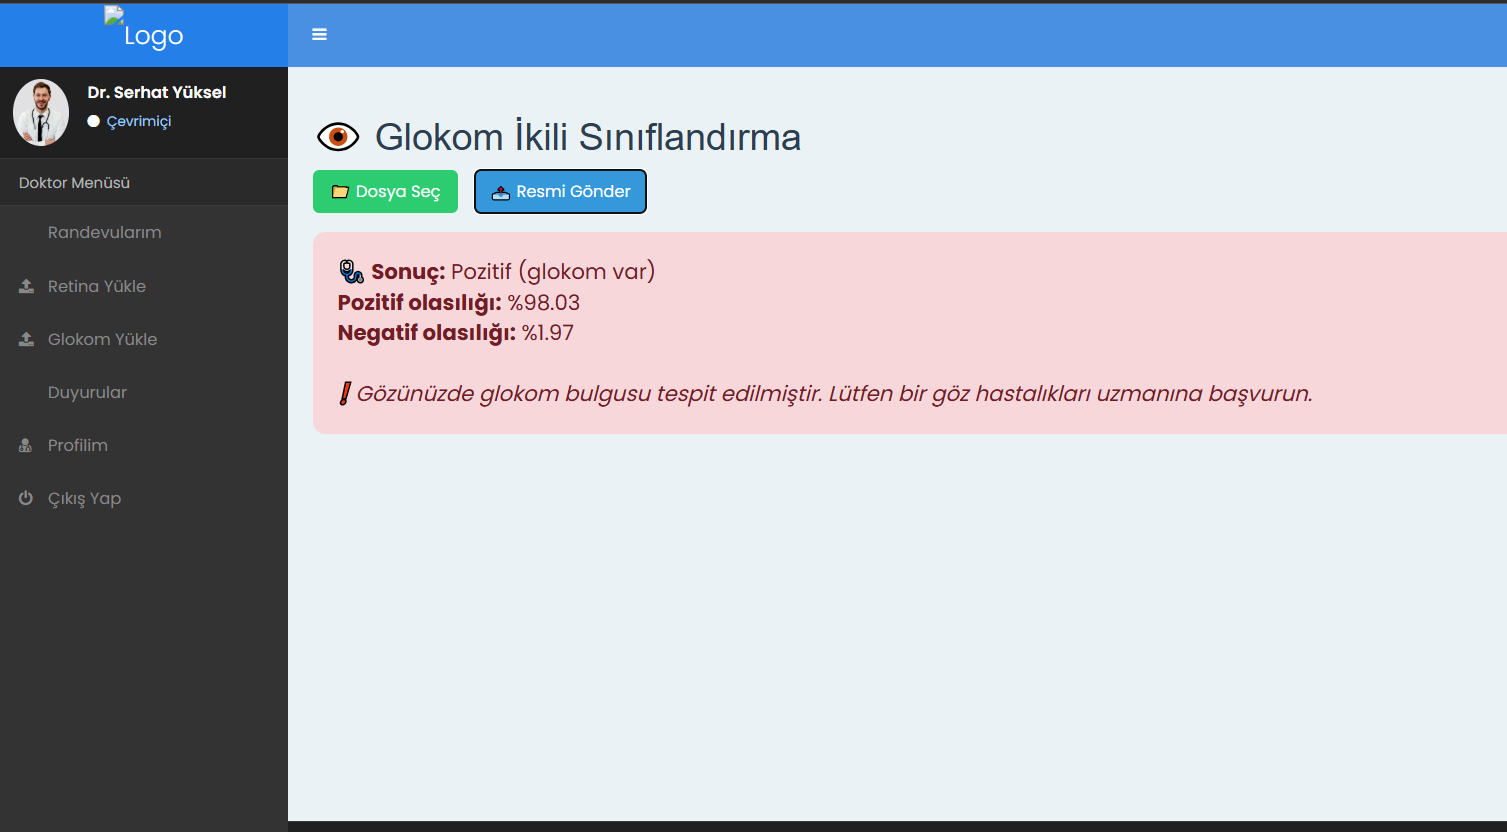 Logo
Dr. Serhat Yüksel
Çevrimiçi
Doktor Menüsü
Randevularım
Retina Yükle
Glokom Yükle
Duyurular
Profilim
Çıkış Yap
Glokom İkili Sınıflandırma
Dosya Seç
Resmi Gönder
Sonuç: Pozitif (glokom var)
Pozitif olasılığı: %98.03
Negatif olasılığı: %1.97
❗Gözünüzde glokom bulgusu tespit edilmiştir. Lütfen bir göz hastalıkları uzmanına başvurun.